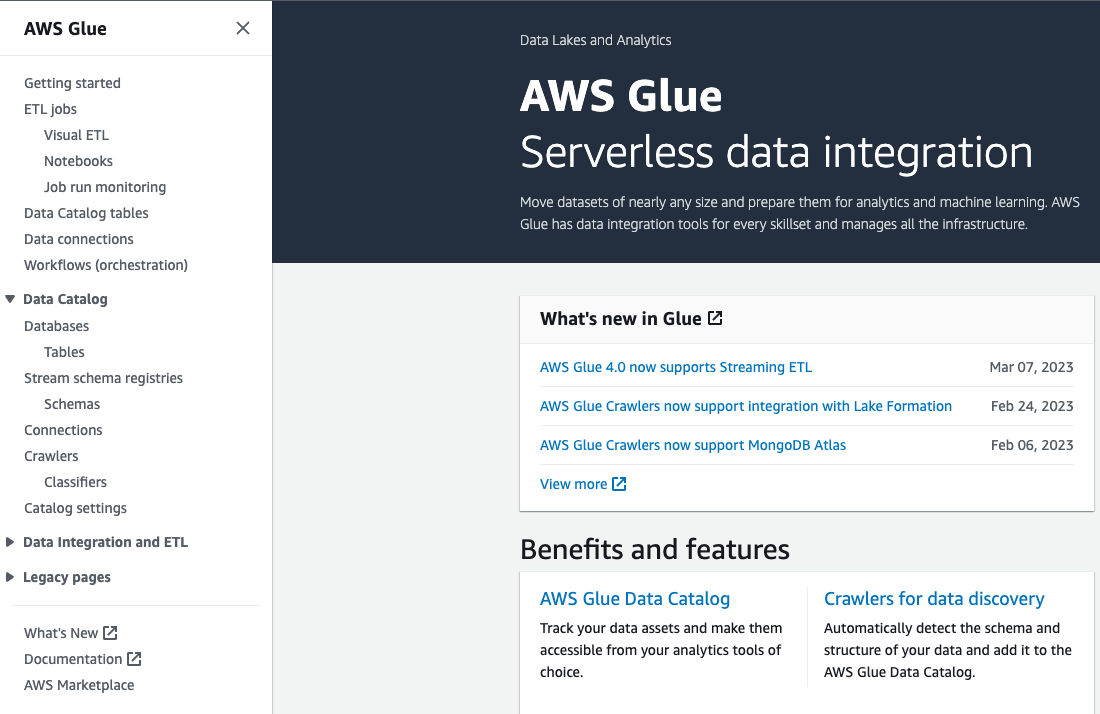 AWS Glue
Getting started
ETL jobs
Visual ETL
Notebooks
Job run monitoring
Data Catalog tables
Data connections
Workflows (orchestration)
Data Catalog
Databases
Tables
Stream schema registries
Schemas
Connections
Crawlers
Classifiers
Catalog settings
Data Integration and ETL
Legacy pages
What's New
Documentation
AWS Marketplace
Data Lakes and Analytics
AWS Glue
Serverless data integration
Move datasets of nearly any size and prepare them for analytics and machine learning. AWS
Glue has data integration tools for every skillset and manages all the infrastructure.
What's new in Glue
AWS Glue 4.0 now supports Streaming ETL Mar 07, 2023
AWS Glue Crawlers now support integration with Lake Formation Feb 24, 2023
AWS Glue Crawlers now support MongoDB Atlas Feb 06, 2023
View more
Benefits and features
AWS Glue Data Catalog
Track your data assets and make them
accessible from your analytics tools of
choice.
Crawlers for data discovery
Automatically detect the schema and
structure of your data and add it to the
AWS Glue Data Catalog.